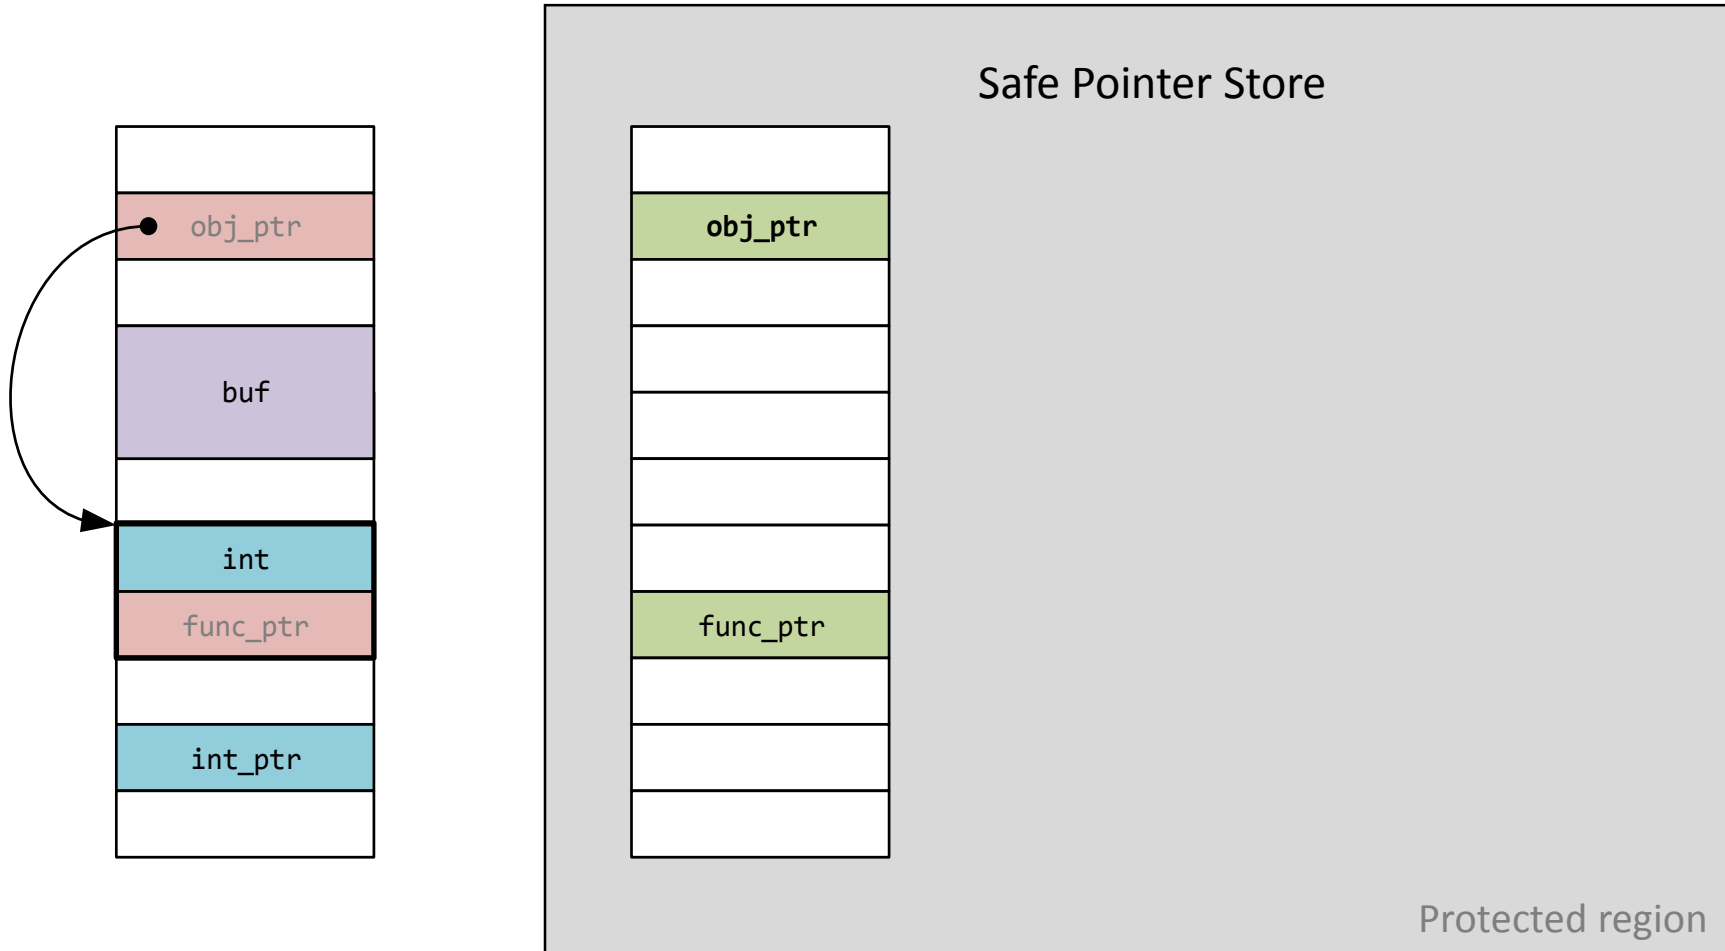 Safe Pointer Store
obj_ptr
obj_ptr
buf
int
func_ptr
func_ptr
int_ptr
Protected region